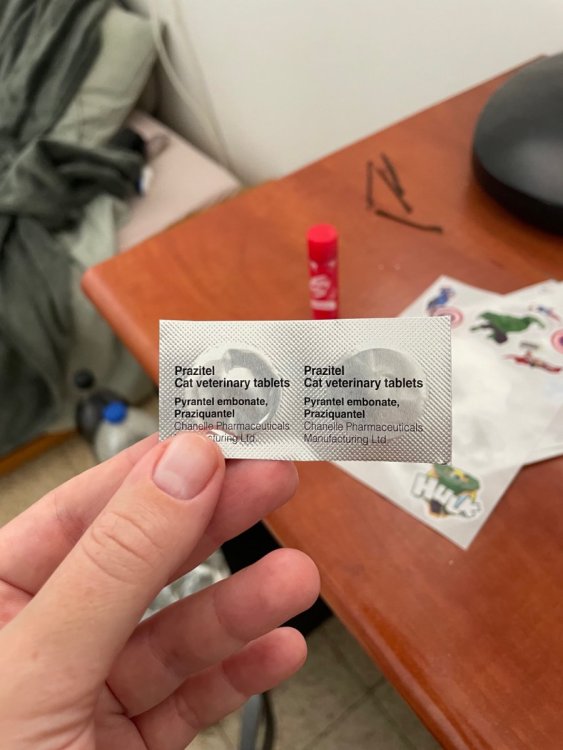 Prazitel
Cat veterinary tablets
Pyrantel embonate,
Praziquantel
Chanelle Pharmaceuticals
Ltd.
Prazitel
Cat veterinary tablets
Pyrantel embonate,
Praziquantel
Chanelle Pharmaceuticals
Manufacturing Ltd
HULK